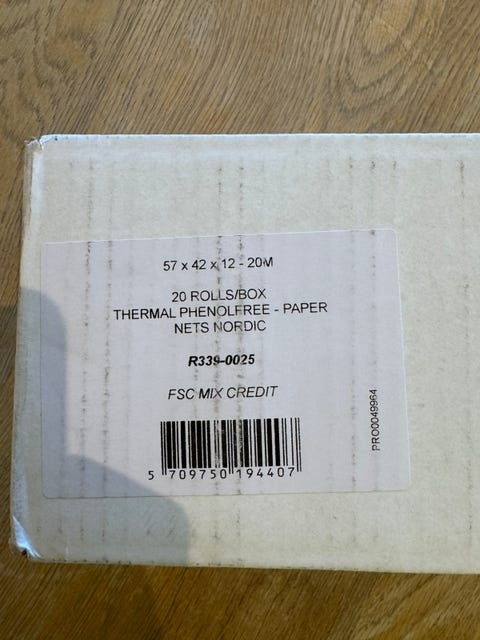 57 x 42 x 12 - 20M
20 ROLLS/BOX
THERMAL PHENOLFREE - PAPER
NETS NORDIC
R339-0025
FSC MIX CREDIT
5 709750 194407
PRO0049964